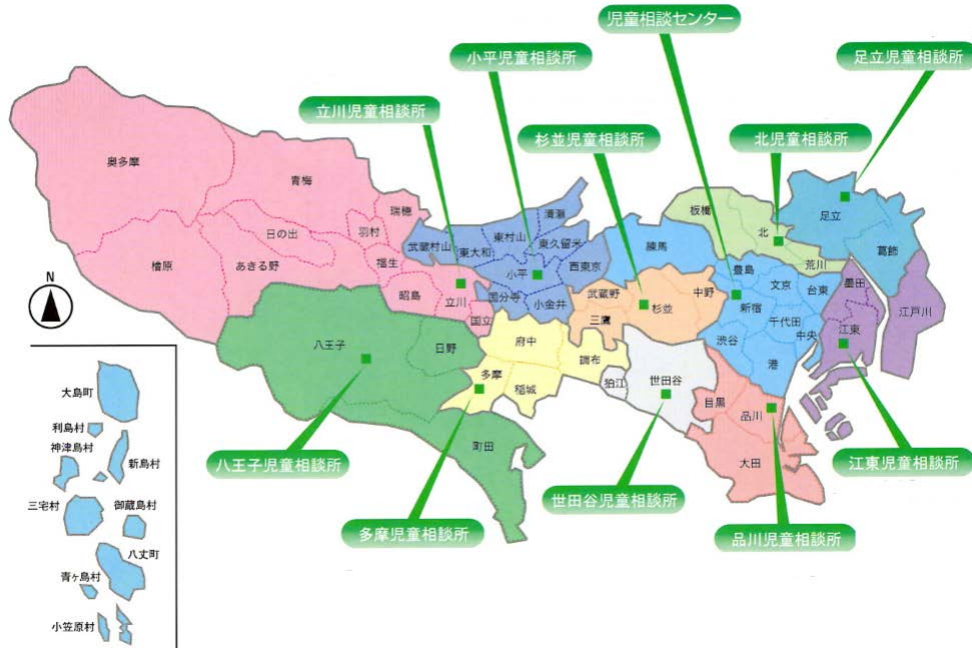 児童相談センター
小平児童相談所
足立児童相談所
立川児童相談所
杉並児童相談所
北児童相談所
奥多摩
青梅
瑞穂
羽村
日の出
福生
檜原
あきる野
昭島
立川
国立
武蔵村山
東大和
東村山
清瀬
東久留米
小平
西東京
国分寺
小金井
練馬
板橋
北
荒川
足立
葛飾
豊島
文京
台東
墨田
江戸川
新宿
千代田
中央
江東
渋谷
港
武蔵野
中野
三鷹
杉並
八王子
日野
府中
調布
多摩
稲城
狛江
世田谷
目黒
品川
大田
町田
N
大島町
利島村
神津島村
新島村
三宅村
御蔵島村
八丈町
青ヶ島村
小笠原村
八王子児童相談所
江東児童相談所
世田谷児童相談所
多摩児童相談所
品川児童相談所